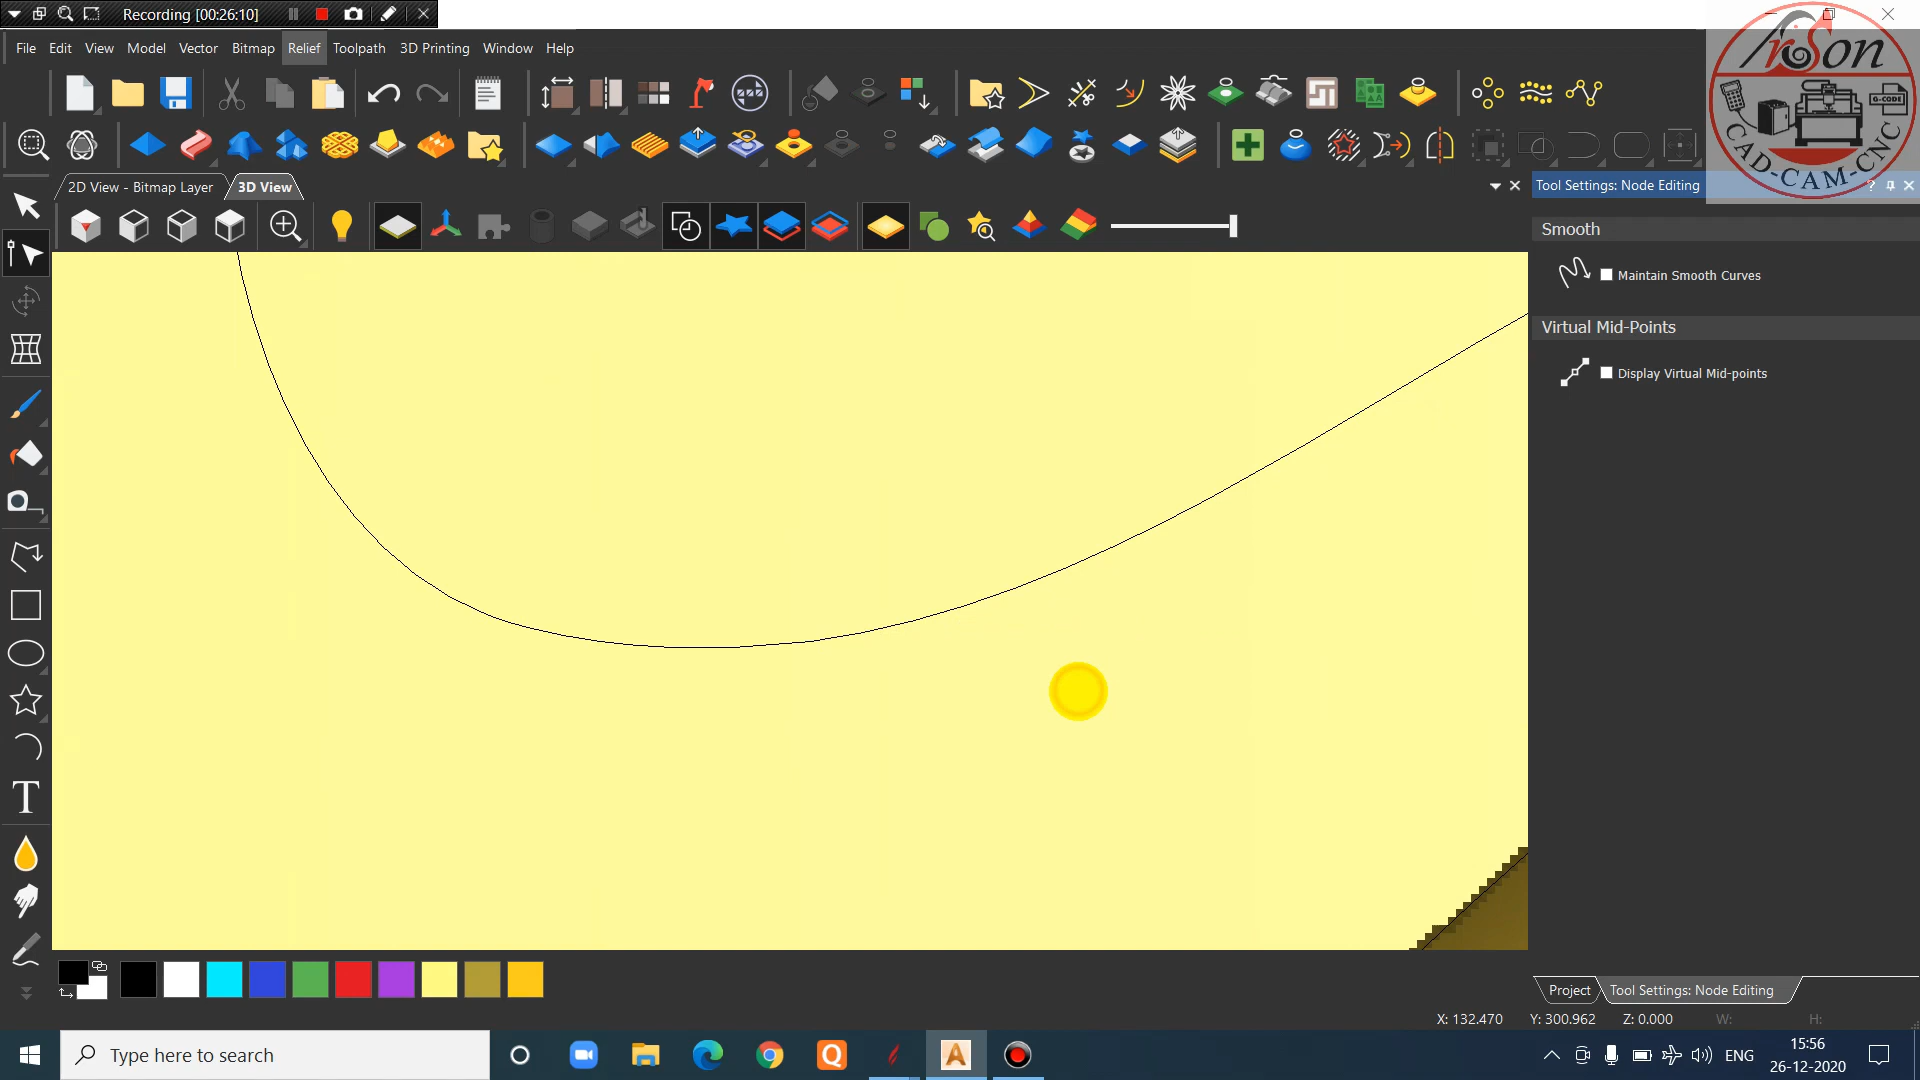 Recording [00:26:10]
File Edit View Model Vector Bitmap Relief Toolpath 3D Printing Window Help
ArSon
G-CODE
CAD-CAM-CNC
2D View - Bitmap Layer 3D View
Tool Settings: Node Editing
Smooth
Maintain Smooth Curves
Virtual Mid-Points
Display Virtual Mid-points
T
Project Tool Settings: Node Editing
X: 132.470 Y: 300.962 Z: 0.000 W: H:
Type here to search
Q
A
ENG
15:56
26-12-2020